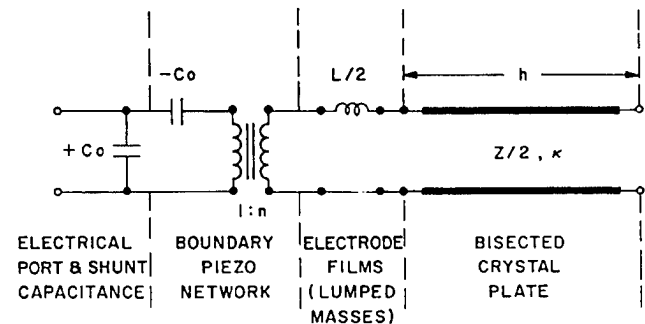 -Co
L/2
h
+Co
Z/2, κ
1:n
ELECTRICAL
PORT & SHUNT
CAPACITANCE
BOUNDARY
PIEZO
NETWORK
ELECTRODE
FILMS
(LUMPED
MASSES)
BISECTED
CRYSTAL
PLATE